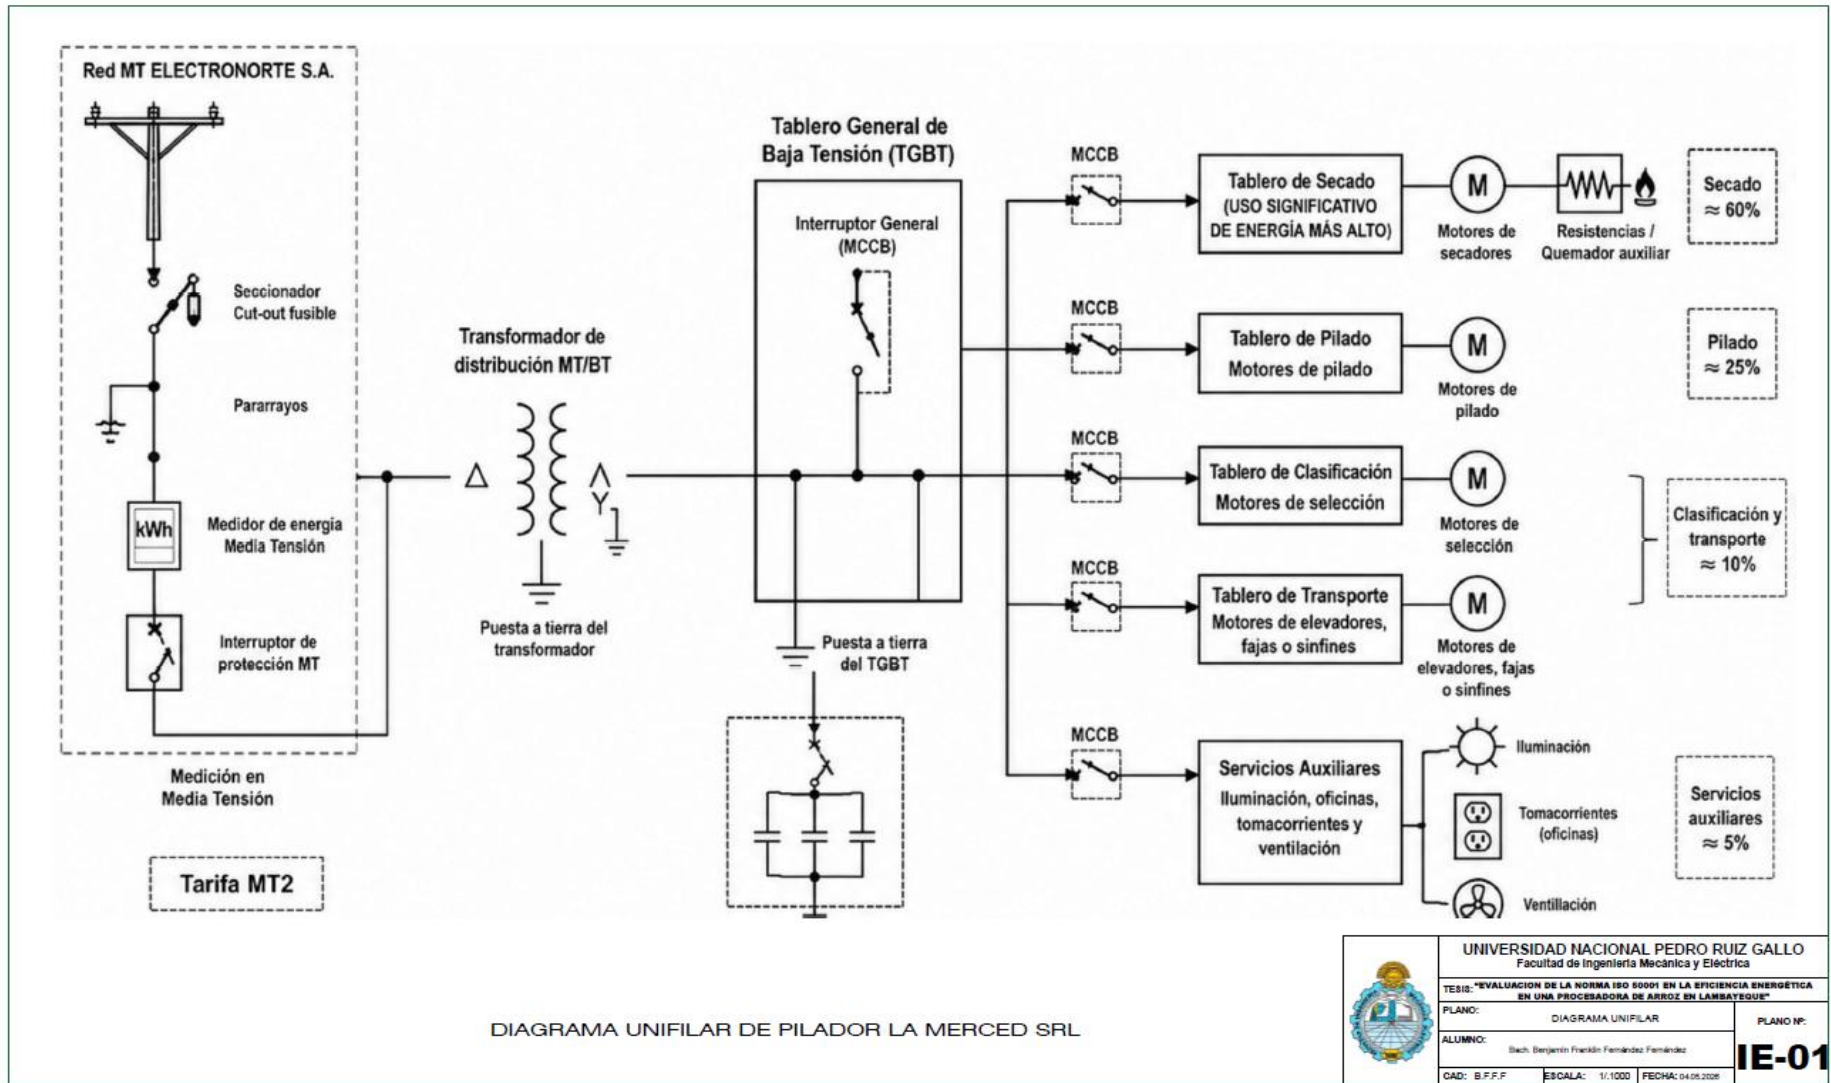 Red MT ELECTRONORTE S.A.
Seccionador
Cut-out fusible
Pararrayos
kWh
Medidor de energía
Media Tensión
Interruptor de
protección MT
Medición en
Media Tensión
Tarifa MT2
Transformador de
distribución MT/BT
Puesta a tierra del
transformador
Tablero General de
Baja Tensión (TGBT)
Interruptor General
(MCCB)
Puesta a tierra
del TGBT
MCCB
Tablero de Secado
(USO SIGNIFICATIVO
DE ENERGÍA MÁS ALTO)
M
Motores de
secadores
Resistencias /
Quemador auxiliar
Secado
≈ 60%
MCCB
Tablero de Pilado
Motores de pilado
M
Motores de
pilado
Pilado
≈ 25%
MCCB
Tablero de Clasificación
Motores de selección
M
Motores de
selección
Clasificación y
transporte
≈ 10%
MCCB
Tablero de Transporte
Motores de elevadores,
fajas o sinfines
M
Motores de
elevadores, fajas
o sinfines
MCCB
Servicios Auxiliares
Iluminación, oficinas,
tomacorrientes y
ventilación
Iluminación
Tomacorrientes
(oficinas)
Ventillación
Servicios
auxiliares
≈ 5%
DIAGRAMA UNIFILAR DE PILADOR LA MERCED SRL
UNIVERSIDAD NACIONAL PEDRO RUIZ GALLO
Facultad de Ingeniería Mecánica y Eléctrica
TESIS: "EVALUACION DE LA NORMA ISO 50001 EN LA EFICIENCIA ENERGÉTICA
EN UNA PROCESADORA DE ARROZ EN LAMBAYEQUE"
PLANO:
DIAGRAMA UNIFILAR
PLANO Nº:
ALUMNO:
Bach. Benjamín Franklin Fernández Fernández
IE-01
CAD: B.F.F.F
ESCALA: 1/.1000
FECHA: 04.05.2026